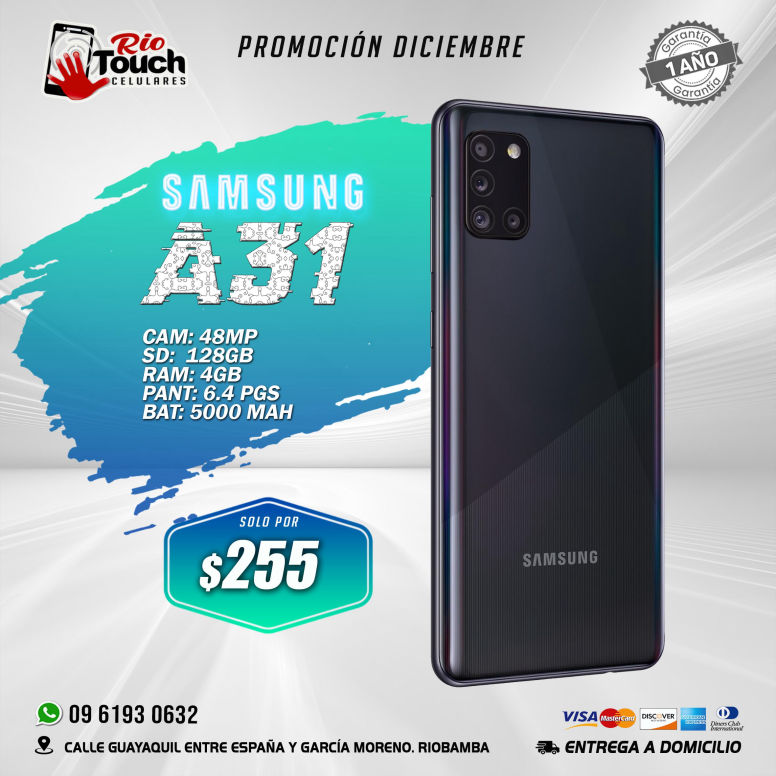 Rio
Touch
CELULARES
PROMOCIÓN DICIEMBRE
Garantía
1 AÑO
Garantía
SAMSUNG
A31
CAM: 48MP
SD: 128GB
RAM: 4GB
PANT: 6.4 PGS
BAT: 5000 MAH
SOLO POR
$255
SAMSUNG
09 6193 0632
CALLE GUAYAQUIL ENTRE ESPAÑA Y GARCÍA MORENO. RIOBAMBA
VISA MasterCard DISCOVER AMERICAN EXPRESS Diners Club International
ENTREGA A DOMICILIO